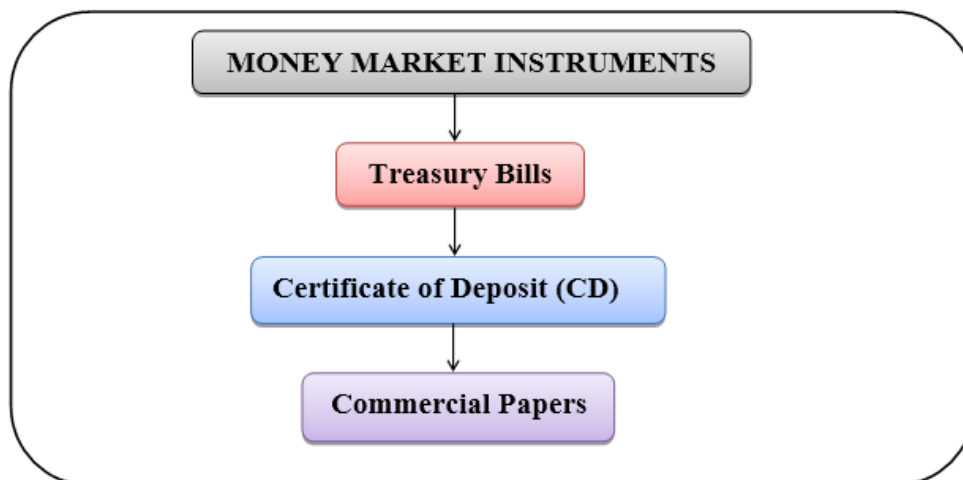 MONEY MARKET INSTRUMENTS
Treasury Bills
Certificate of Deposit (CD)
Commercial Papers